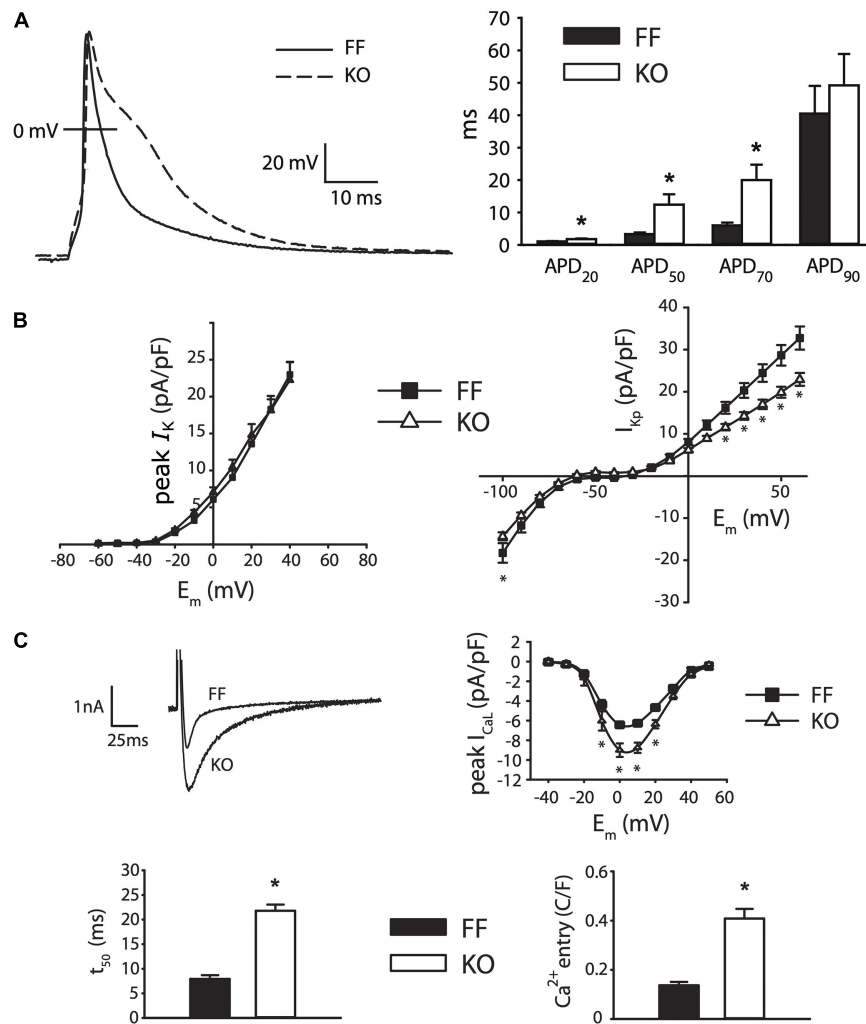 A
FF
KO
0 mV
20 mV
10 ms
ms
70
60
50
40
30
20
10
0
FF
KO
*
*
*
APD20
APD50
APD70
APD90
B
peak IK (pA/pF)
25
20
15
10
5
-80 -60 -40 -20 0 20 40 60 80
Em (mV)
FF
KO
IKp (pA/pF)
40
30
20
10
-100 -50 50
-10
-20
-30
Em (mV)
* * * * *
*
C
1nA
25ms
FF
KO
peak ICaL (pA/pF)
2
0
-2
-4
-6
-8
-10
-12
-40 -20 0 20 40 60
Em (mV)
* * * *
FF
KO
t50 (ms)
30
25
20
15
10
5
0
*
FF
KO
Ca2+ entry (C/F)
0.6
0.4
0.2
0
*